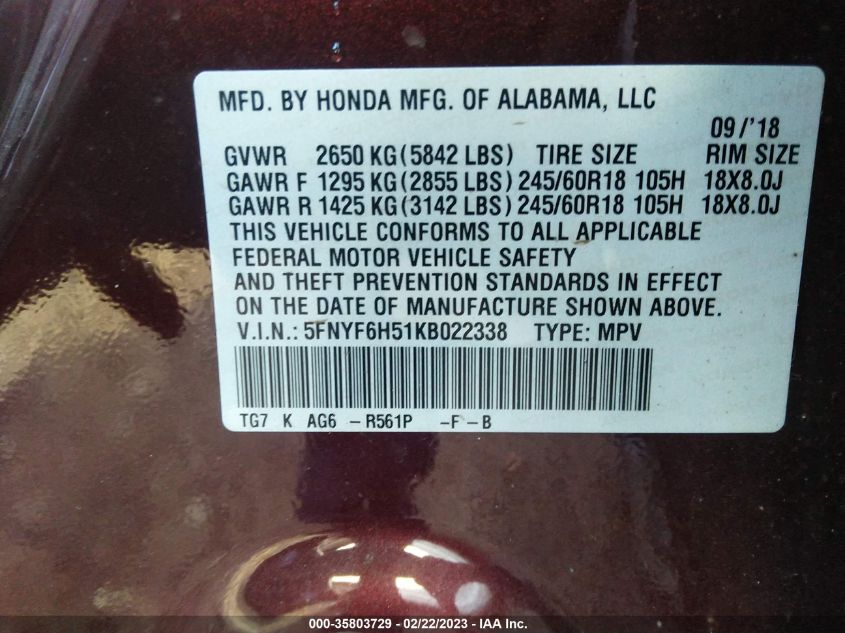 MFD. BY HONDA MFG. OF ALABAMA, LLC
09/'18
GVWR 2650 KG (5842 LBS) TIRE SIZE RIM SIZE
GAWR F 1295 KG (2855 LBS) 245/60R18 105H 18X8.0J
GAWR R 1425 KG (3142 LBS) 245/60R18 105H 18X8.0J
THIS VEHICLE CONFORMS TO ALL APPLICABLE
FEDERAL MOTOR VEHICLE SAFETY
AND THEFT PREVENTION STANDARDS IN EFFECT
ON THE DATE OF MANUFACTURE SHOWN ABOVE.
V.I.N.: 5FNYF6H51KB022338 TYPE: MPV
TG7 K AG6 -R561P -F-B
000-35803729 - 02/22/2023 - IAA Inc.